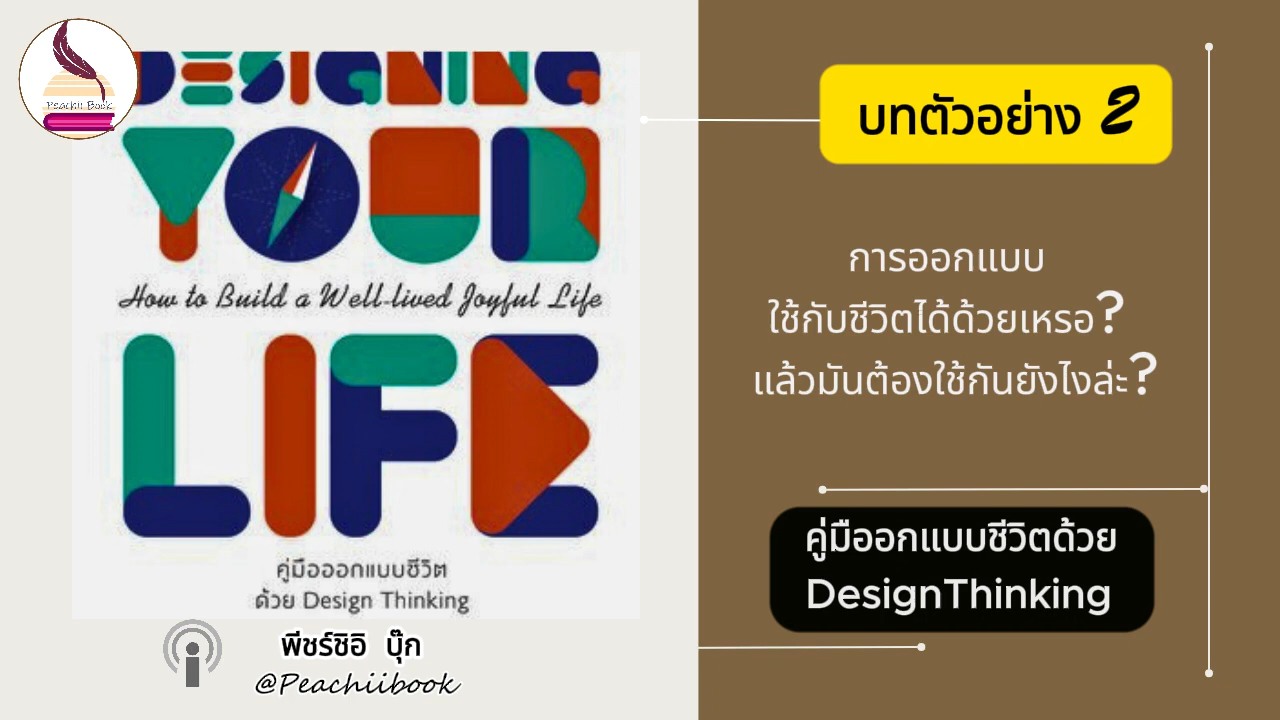 Peachii Book
DESIGNING
YOUR
How to Build a Well-lived Joyful Life
LIFE
คู่มือออกแบบชีวิต
ด้วย Design Thinking
พีชร์ชิอิ บุ๊ก
@Peachiibook
บทตัวอย่าง 2
การออกแบบ
ใช้กับชีวิตได้ด้วยเหรอ?
แล้วมันต้องใช้กันยังไงล่ะ?
คู่มือออกแบบชีวิตด้วย
DesignThinking